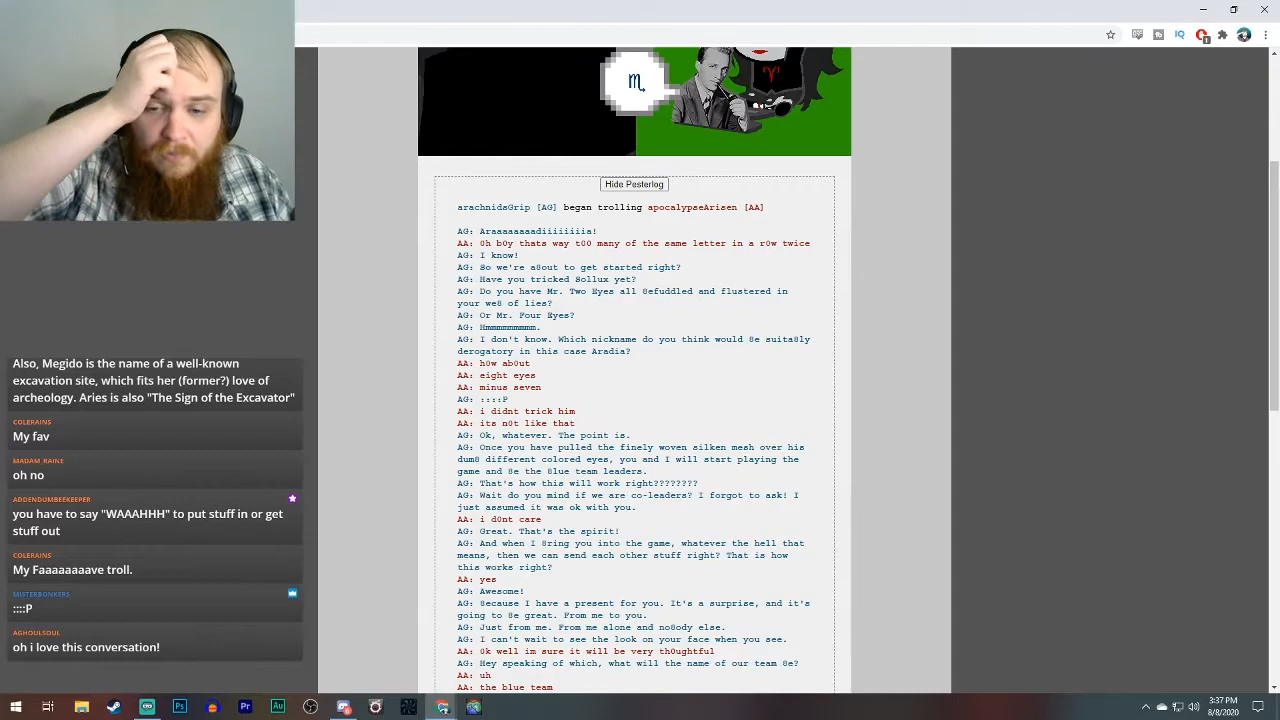 Hide Pesterlog
arachnidsGrip [AG] began trolling apocalypseArisen [AA]
AG: Araaaaaaaadiiiiiiiia!
AA: 0h b0y thats way t00 many of the same letter in a r0w twice
AG: I know!
AG: So we're a8out to get started right?
AG: Have you tricked Sollux yet?
AG: Do you have Mr. Two Eyes all 8efuddled and flustered in
your we8 of lies?
AG: Or Mr. Four Eyes?
AG: Hmmmmmmmmm.
AG: I don't know. Which nickname do you think would 8e suita8ly
derogatory in this case Aradia?
AA: h0w ab0ut
AA: eight eyes
AA: minus seven
AG: ::::P
AA: i didnt trick him
AA: its n0t like that
AG: Ok, whatever. The point is.
AG: Once you have pulled the finely woven silken mesh over his
dum8 different colored eyes, you and I will start playing the
game and 8e the 8lue team leaders.
AG: That's how this will work right????????
AG: Wait do you mind if we are co-leaders? I forgot to ask! I
just assumed it was ok with you.
AA: i d0nt care
AG: Great. That's the spirit!
AG: And when I 8ring you into the game, whatever the hell that
means, then we can send each other stuff right? That is how
this works right?
AA: yes
AG: Awesome!
AG: 8ecause I have a present for you. It's a surprise, and it's
going to 8e great. From me to you.
AG: Just from me. From me alone and no8ody else.
AG: I can't wait to see the look on your face when you see.
AA: 0k well im sure it will be very th0ughtful
AG: Hey speaking of which, what will the name of our team 8e?
AA: uh
AA: the blue team
Also, Megido is the name of a well-known
excavation site, which fits her (former?) love of
archeology. Aries is also "The Sign of the Excavator"
COLERAINS
My fav
MADAM_RAINE
oh no
ADDENDUMBEEKEEPER
you have to say "WAAAHHH" to put stuff in or get
stuff out
COLERAINS
My Faaaaaaaave troll.
MISTERBONKERS
::::P
AGHOULSOUL
oh i love this conversation!
3:37 PM
8/8/2020